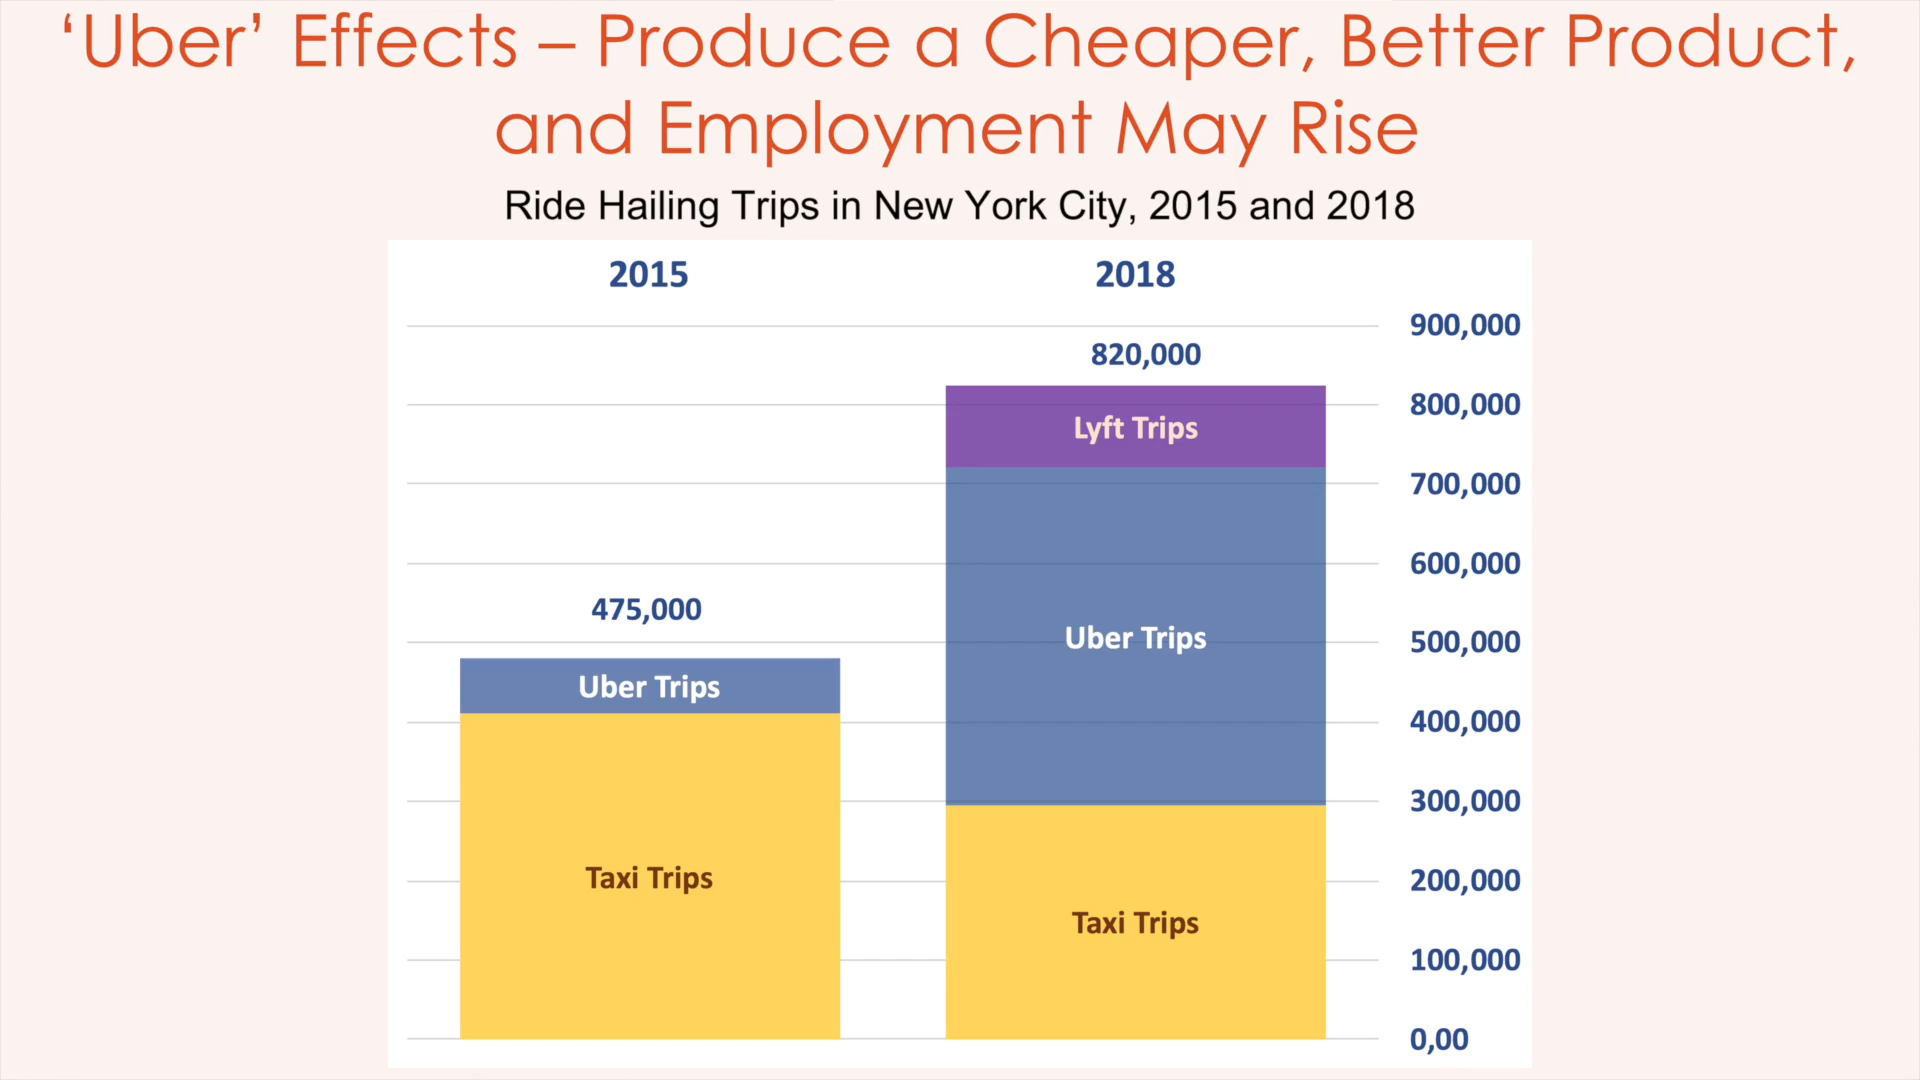 ‘Uber’ Effects – Produce a Cheaper, Better Product,
and Employment May Rise
Ride Hailing Trips in New York City, 2015 and 2018
2015
2018
900,000
820,000
800,000
Lyft Trips
700,000
600,000
475,000
500,000
Uber Trips
Uber Trips
400,000
300,000
Taxi Trips
200,000
Taxi Trips
100,000
0,00